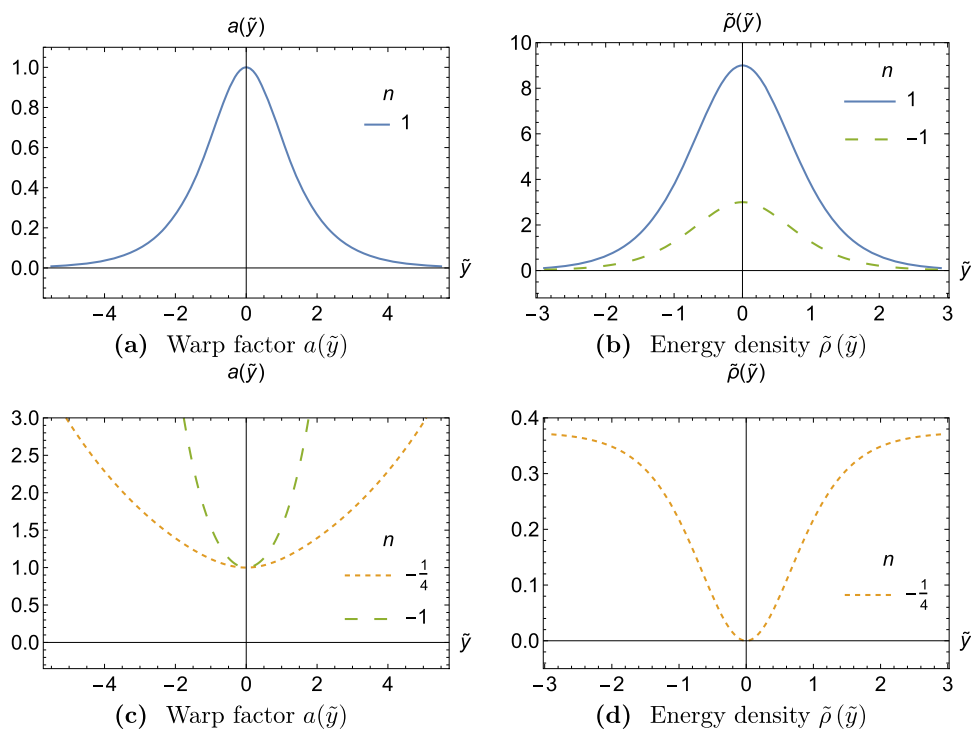 a(ỹ)
1.0
0.8
0.6
0.4
0.2
0.0
n
1
ỹ
−4 −2 0 2 4
(a) Warp factor a(ỹ)
ρ̃(ỹ)
10
8
6
4
2
0
n
1
−1
ỹ
−3 −2 −1 0 1 2 3
(b) Energy density ρ̃ (ỹ)
a(ỹ)
3.0
2.5
2.0
1.5
1.0
0.5
0.0
n
−1/4
−1
ỹ
−4 −2 0 2 4
(c) Warp factor a(ỹ)
ρ̃(ỹ)
0.4
0.3
0.2
0.1
0.0
n
−1/4
ỹ
−3 −2 −1 0 1 2 3
(d) Energy density ρ̃ (ỹ)